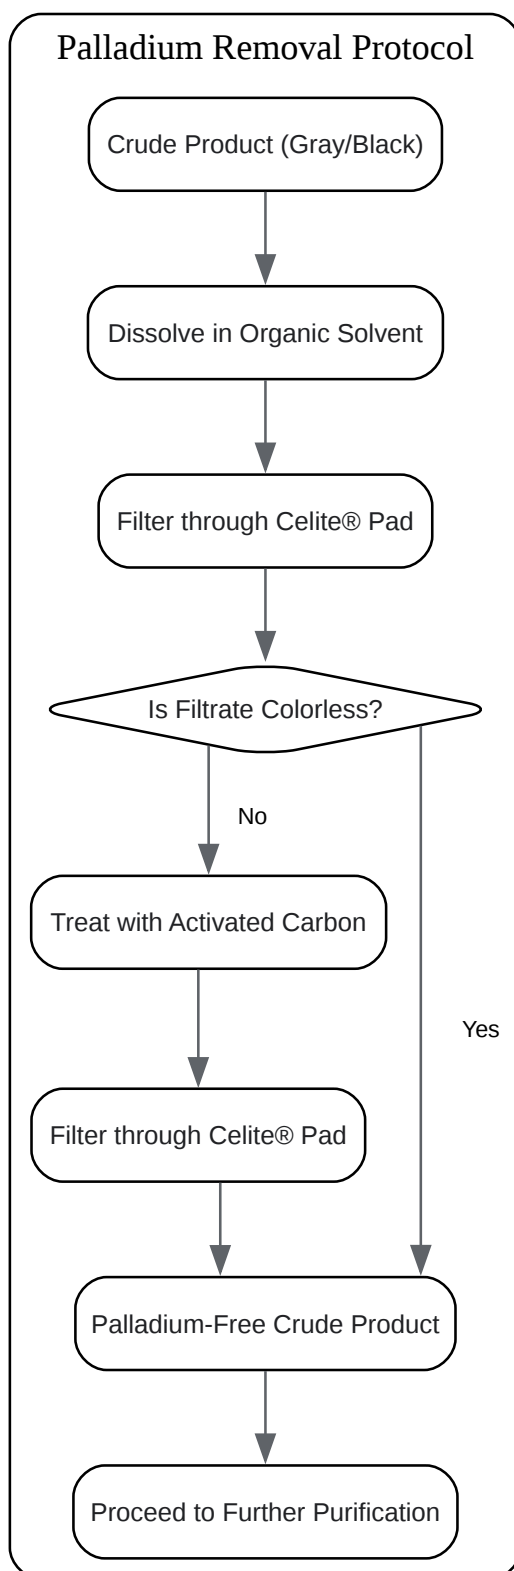 Palladium Removal Protocol
Crude Product (Gray/Black)
Dissolve in Organic Solvent
Filter through Celite® Pad
Is Filtrate Colorless?
No
Treat with Activated Carbon
Yes
Filter through Celite® Pad
Palladium-Free Crude Product
Proceed to Further Purification